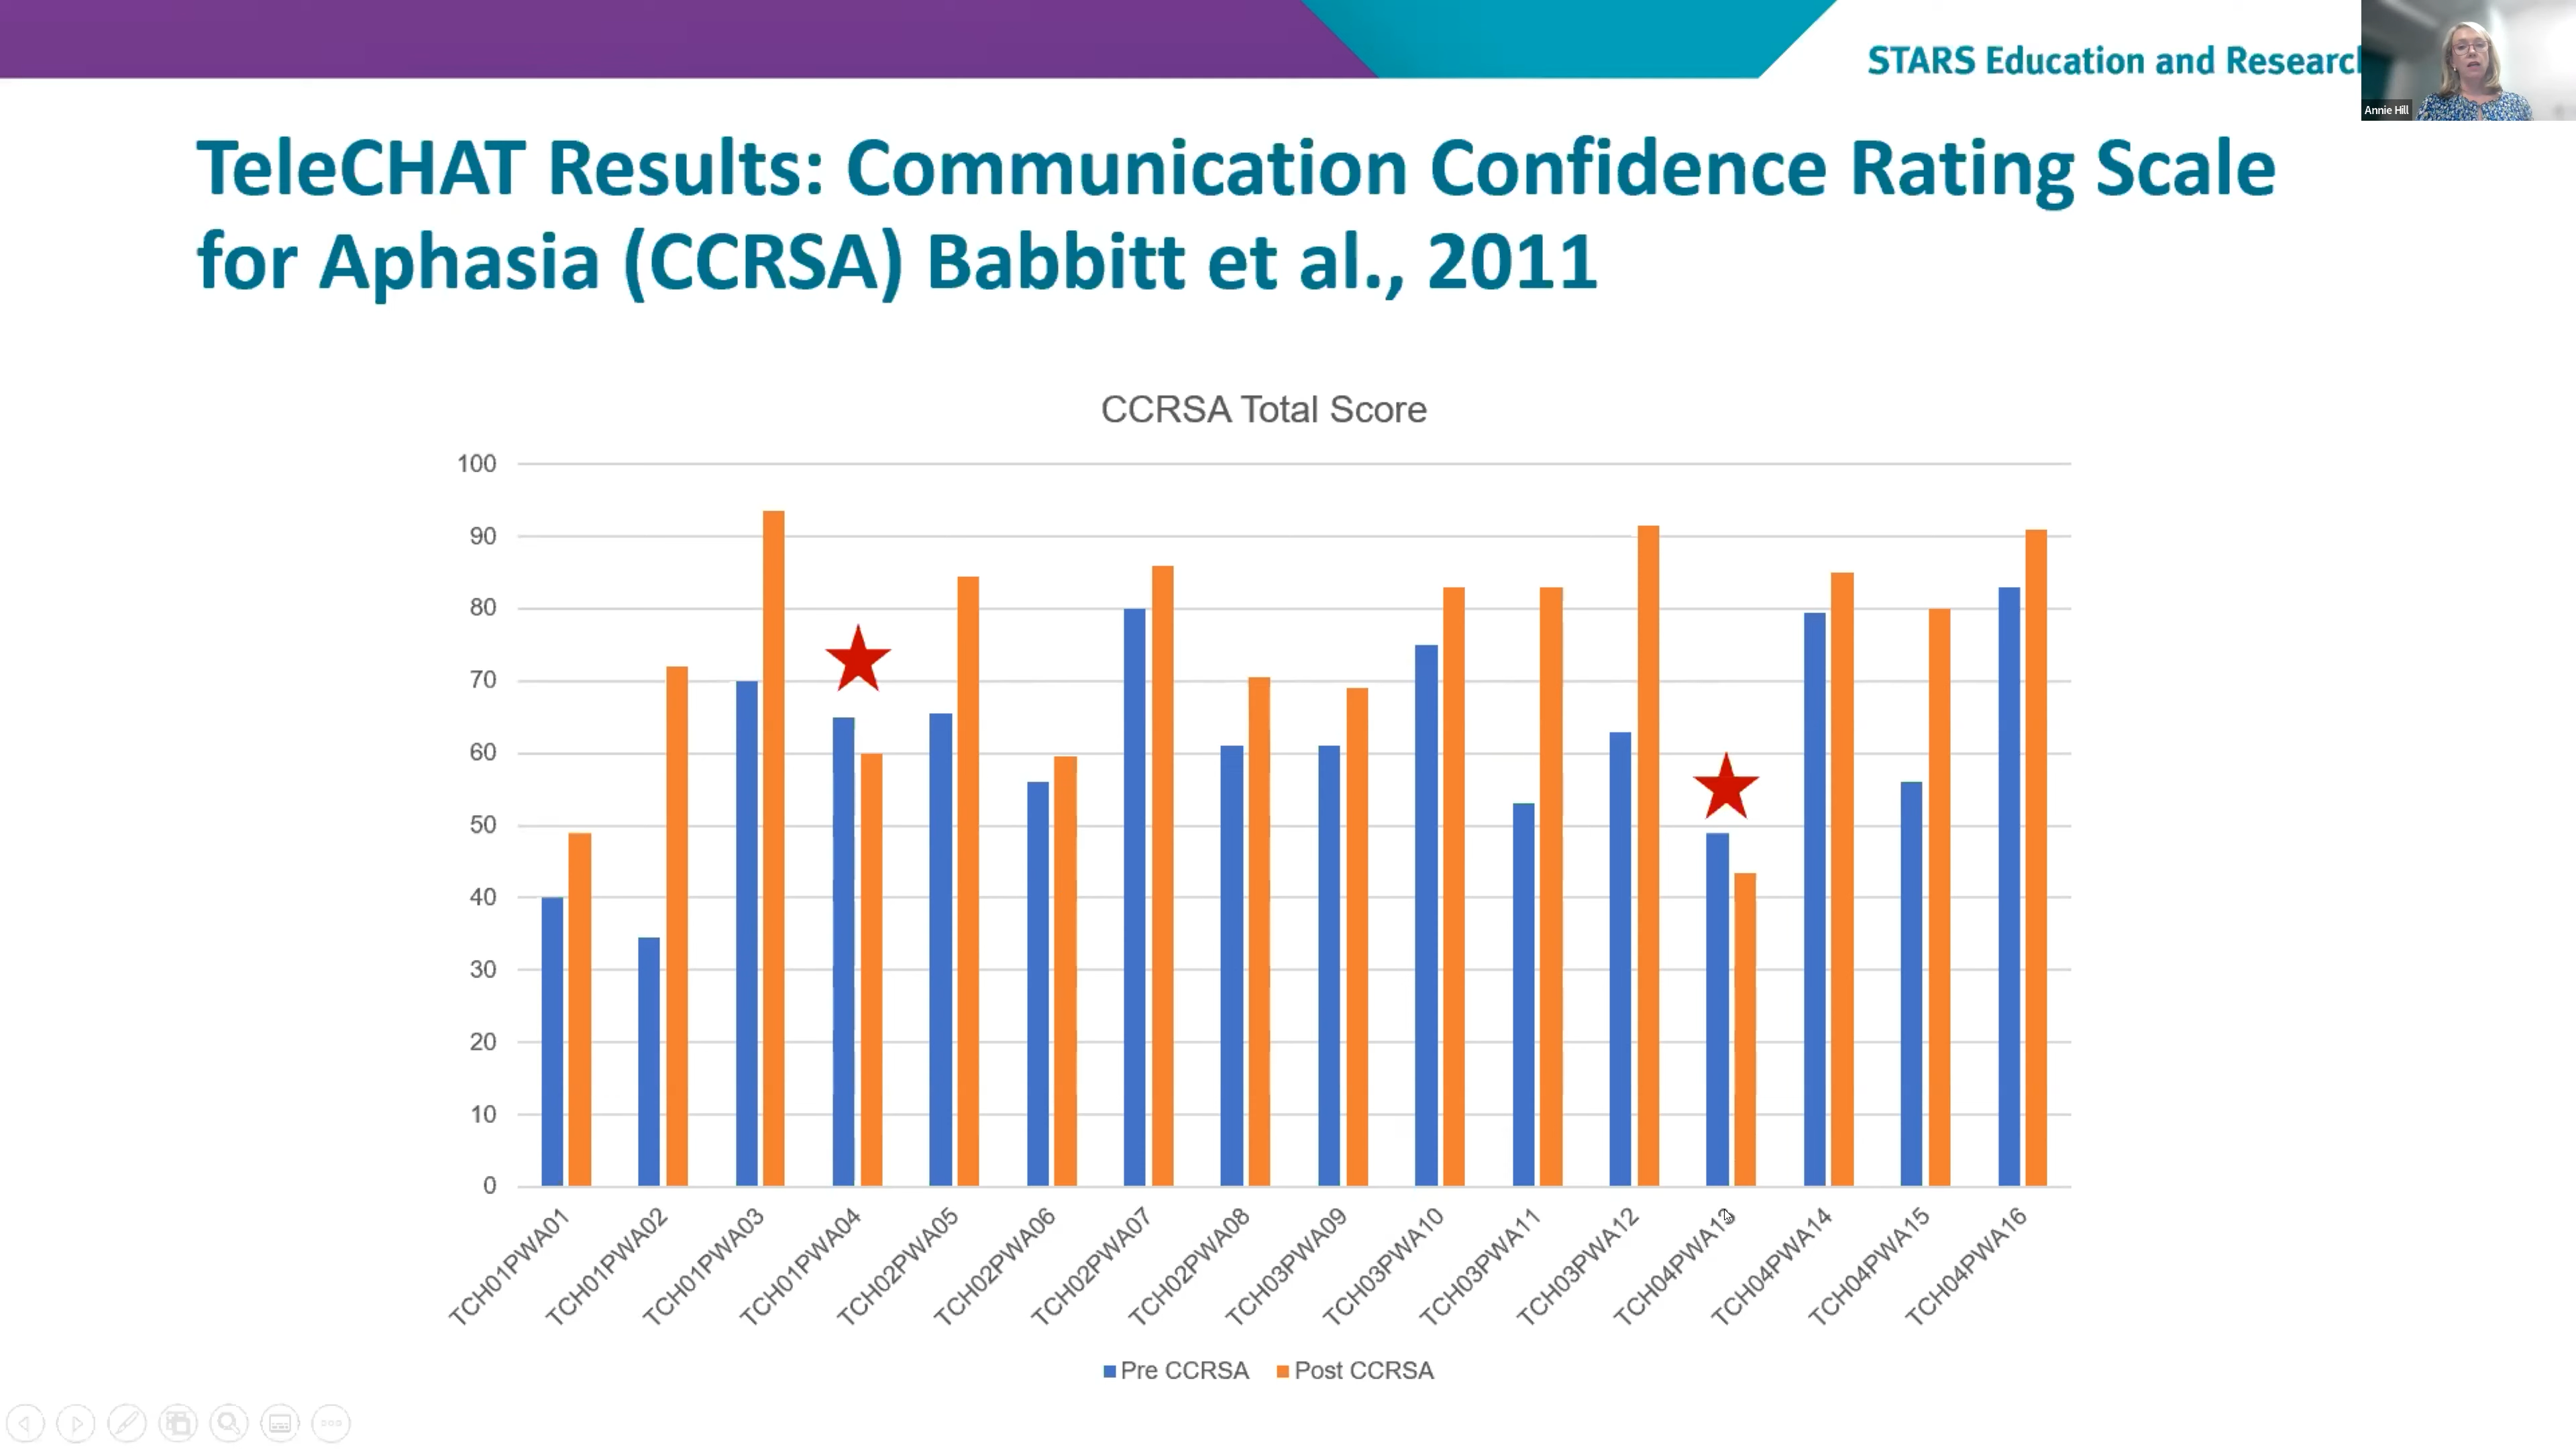 STARS Education and Research
Annie Hill
TeleCHAT Results: Communication Confidence Rating Scale
for Aphasia (CCRSA) Babbitt et al., 2011
CCRSA Total Score
100
90
80
70
60
50
40
30
20
10
0
TCH01PWA01
TCH01PWA02
TCH01PWA03
TCH01PWA04
TCH02PWA05
TCH02PWA06
TCH02PWA07
TCH02PWA08
TCH03PWA09
TCH03PWA10
TCH03PWA11
TCH03PWA12
TCH04PWA13
TCH04PWA14
TCH04PWA15
TCH04PWA16
Pre CCRSA
Post CCRSA